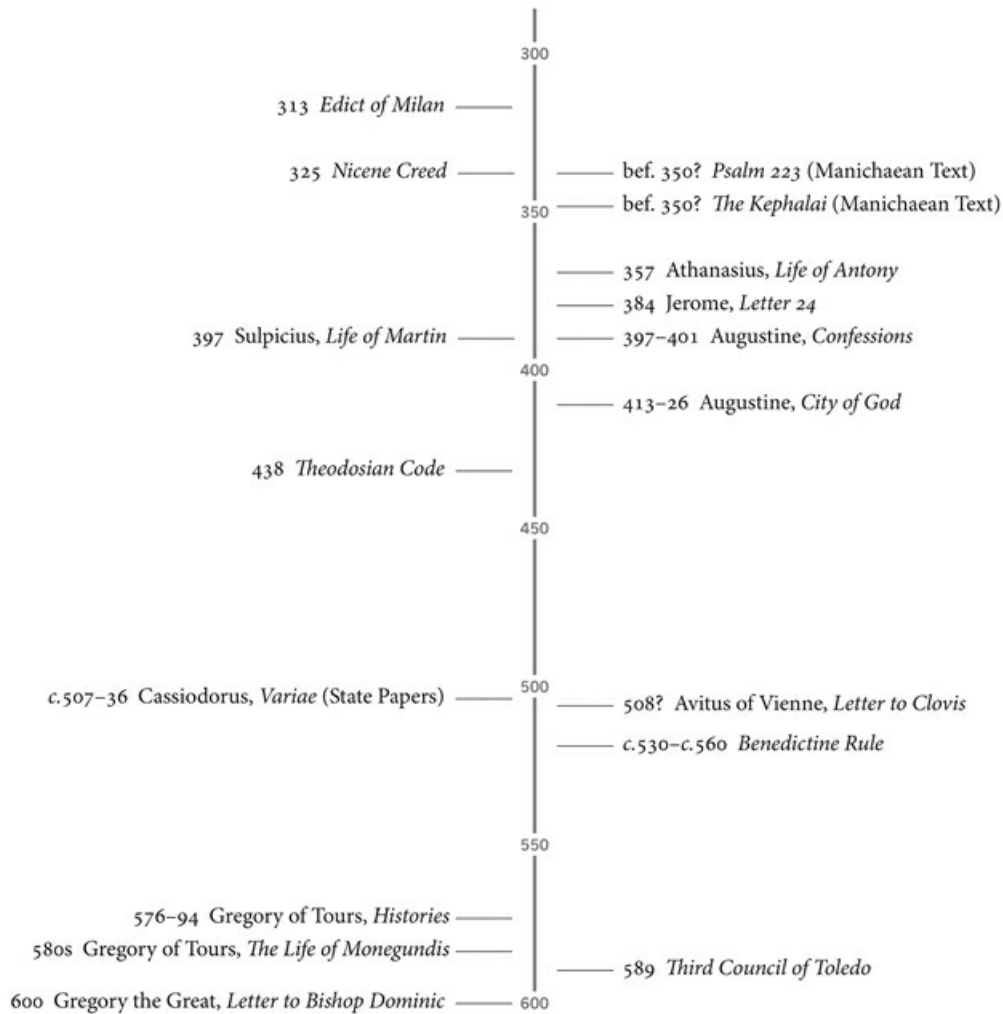 300
313 Edict of Milan
325 Nicene Creed
bef. 350? Psalm 223 (Manichaean Text)
bef. 350? The Kephalai (Manichaean Text)
350
357 Athanasius, Life of Antony
384 Jerome, Letter 24
397 Sulpicius, Life of Martin
397–401 Augustine, Confessions
400
413–26 Augustine, City of God
438 Theodosian Code
450
500
c.507–36 Cassiodorus, Variae (State Papers)
508? Avitus of Vienne, Letter to Clovis
c.530–c.560 Benedictine Rule
550
576–94 Gregory of Tours, Histories
580s Gregory of Tours, The Life of Monegundis
589 Third Council of Toledo
600 Gregory the Great, Letter to Bishop Dominic
600